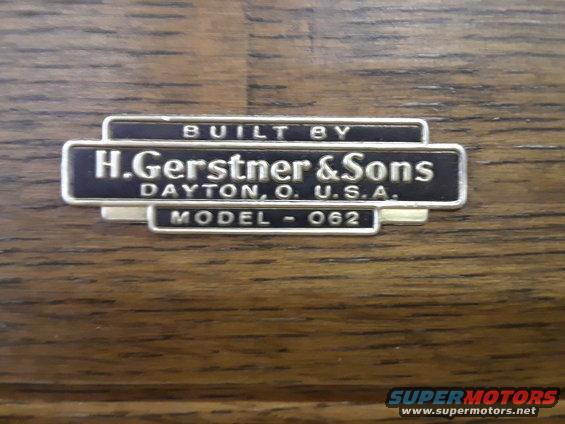 BUILT BY
H.Gerstner & Sons
DAYTON, O. U.S.A.
MODEL - 062
SUPERMOTORS
www.supermotors.net